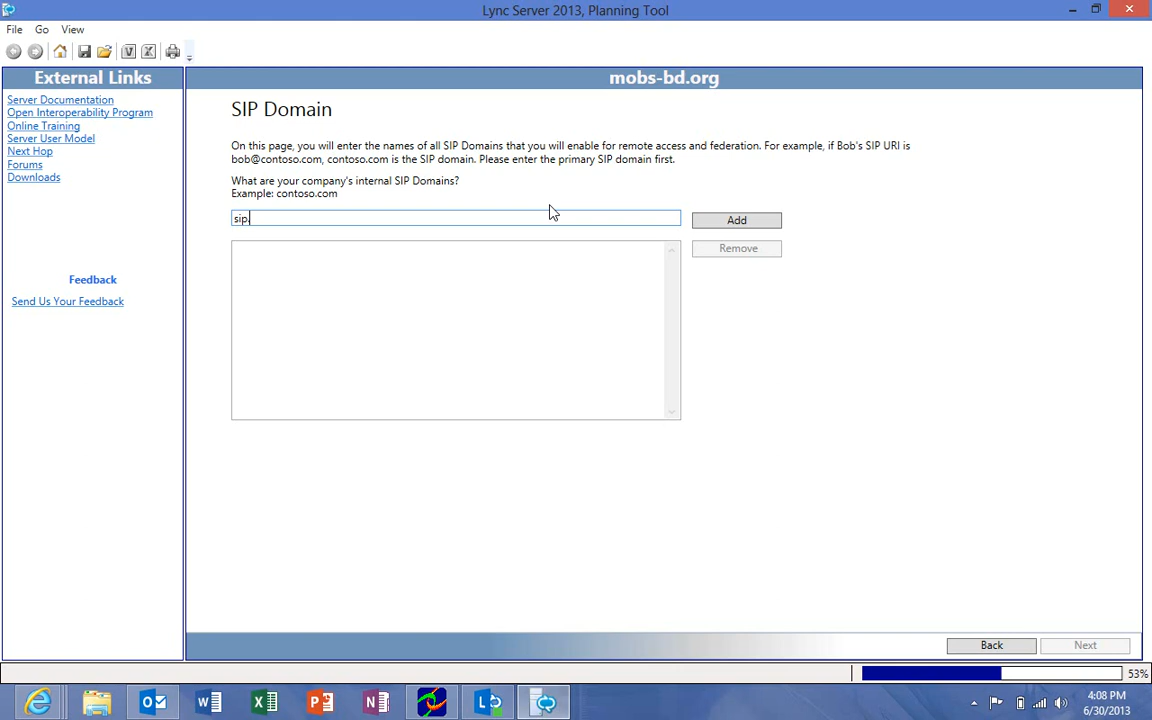 Lync Server 2013, Planning Tool
File Go View
External Links
Server Documentation
Open Interoperability Program
Online Training
Server User Model
Next Hop
Forums
Downloads
Feedback
Send Us Your Feedback
mobs-bd.org
SIP Domain
On this page, you will enter the names of all SIP Domains that you will enable for remote access and federation. For example, if Bob's SIP URI is
bob@contoso.com, contoso.com is the SIP domain. Please enter the primary SIP domain first.
What are your company's internal SIP Domains?
Example: contoso.com
sip.
Add
Remove
Back Next
53%
4:08 PM
6/30/2013